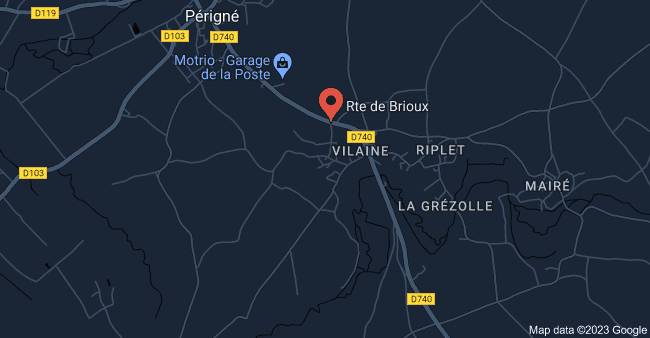 D119
Périgné
D103
D740
Motrio - Garage
de la Poste
Rte de Brioux
D740
VILAINE
RIPLET
D103
MAIRÉ
LA GRÉZOLLE
D740
Map data ©2023 Google